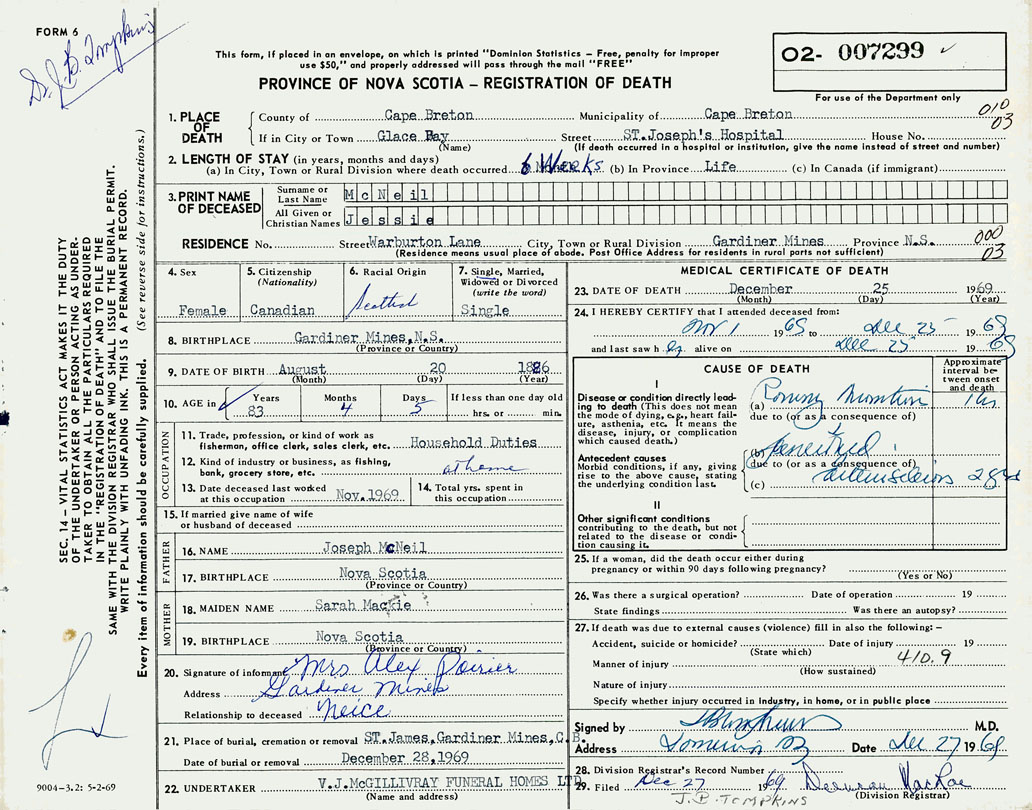 FORM 6
Dr. J. B. Tompkins
This form, if placed in an envelope, on which is printed "Dominion Statistics — Free, penalty for improper
use $50," and properly addressed will pass through the mail "FREE"
PROVINCE OF NOVA SCOTIA — REGISTRATION OF DEATH
O2- 007299
For use of the Department only
010
03
1. PLACE OF DEATH
County of Cape Breton Municipality of Cape Breton
If in City or Town Glace Bay Street ST.Joseph's Hospital House No.
(Name) (If death occurred in a hospital or institution, give the name instead of street and number)
2. LENGTH OF STAY (in years, months and days)
(a) In City, Town or Rural Division where death occurred 6 Weeks (b) In Province Life (c) In Canada (if immigrant)
3. PRINT NAME OF DECEASED
Surname or Last Name McNeil
All Given or Christian Names Jessie
RESIDENCE No. Street Warburton Lane City, Town or Rural Division Gardiner Mines Province N.S.
(Residence means usual place of abode. Post Office Address for residents in rural parts not sufficient)
000
03
4. Sex
Female
5. Citizenship
(Nationality)
Canadian
6. Racial Origin
Scottish
7. Single, Married,
Widowed or Divorced
(write the word)
Single
8. BIRTHPLACE Gardiner Mines,N.S.
(Province or Country)
9. DATE OF BIRTH August 20 1886
(Month) (Day) (Year)
10. AGE in Years Months Days If less than one day old
83 4 5 hrs. or min.
OCCUPATION
11. Trade, profession, or kind of work as
fisherman, office clerk, sales clerk, etc. Household Duties
12. Kind of industry or business, as fishing,
bank, grocery store, etc. at home
13. Date deceased last worked
at this occupation Nov.1969
14. Total yrs. spent in
this occupation
15. If married give name of wife
or husband of deceased
FATHER
16. NAME Joseph McNeil
17. BIRTHPLACE Nova Scotia
(Province or Country)
MOTHER
18. MAIDEN NAME Sarah Mackie
19. BIRTHPLACE Nova Scotia
(Province or Country)
20. Signature of informant Mrs Alex Poirier
Address Gardiner Mines
Relationship to deceased Neice
21. Place of burial, cremation or removal ST.James,Gardiner Mines,C.B.
Date of burial or removal December 28,1969
22. UNDERTAKER V.J.McGILLIVRAY FUNERAL HOMES LTD
(Name and address)
MEDICAL CERTIFICATE OF DEATH
23. DATE OF DEATH December 25 1969
(Month) (Day) (Year)
24. I HEREBY CERTIFY that I attended deceased from:
Nov 1 1969 to Dec 25 1969
and last saw h er alive on Dec 25 1969
CAUSE OF DEATH
Approximate
interval be-
tween onset
and death
I
Disease or condition directly lead-
ing to death (This does not mean
the mode of dying, e.g., heart failure,
asthenia, etc. It means the
disease, injury, or complication
which caused death.)
(a) Coronary
due to (or as a consequence of)
Antecedent causes
Morbid conditions, if any, giving
rise to the above cause, stating
the underlying condition last.
(b)
due to (or as a consequence of)
(c)
II
Other significant conditions
contributing to the death, but not
related to the disease or condi-
tion causing it.
25. If a woman, did the death occur either during
pregnancy or within 90 days following pregnancy?
(Yes or No)
26. Was there a surgical operation? Date of operation 19
State findings Was there an autopsy?
27. If death was due to external causes (violence) fill in also the following: —
Accident, suicide or homicide? Date of injury 19
(State which)
410.9
Manner of injury
(How sustained)
Nature of injury
Specify whether injury occurred in industry, in home, or in public place
Signed by JB Tompkins M.D.
Address Dominion Date Dec 27 1969
28. Division Registrar's Record Number
29. Filed Dec 27 1969
(Division Registrar)
J.B. TOMPKINS
SEC. 14 — VITAL STATISTICS ACT MAKES IT THE DUTY
OF THE UNDERTAKER OR PERSON ACTING AS UNDER-
TAKER TO OBTAIN ALL THE PARTICULARS REQUIRED
IN THE "REGISTRATION OF DEATH" AND TO FILE THE
SAME WITH THE DIVISION REGISTRAR WHO SHALL ISSUE THE BURIAL PERMIT.
WRITE PLAINLY WITH UNFADING INK. THIS IS A PERMANENT RECORD.
Every item of information should be carefully supplied. (See reverse side for instructions.)
9004—3.2: 5-2-69